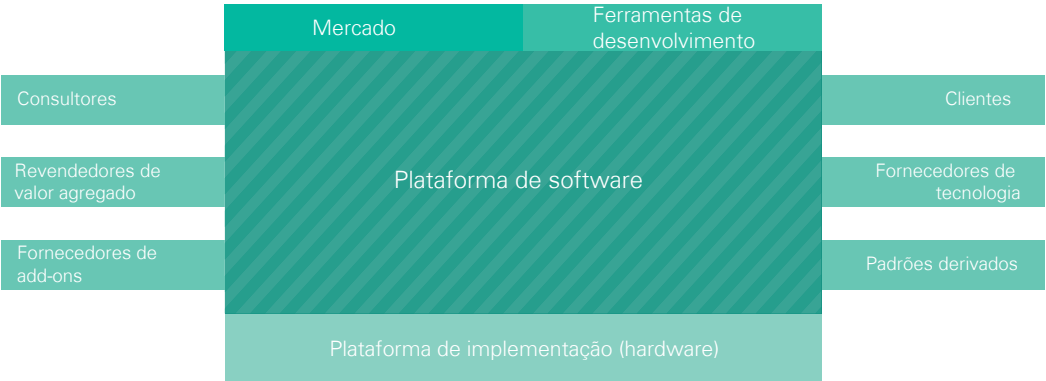 Mercado
Ferramentas de
desenvolvimento
Consultores
Clientes
Revendedores de
valor agregado
Plataforma de software
Fornecedores de
tecnologia
Fornecedores de
add-ons
Padrões derivados
Plataforma de implementação (hardware)